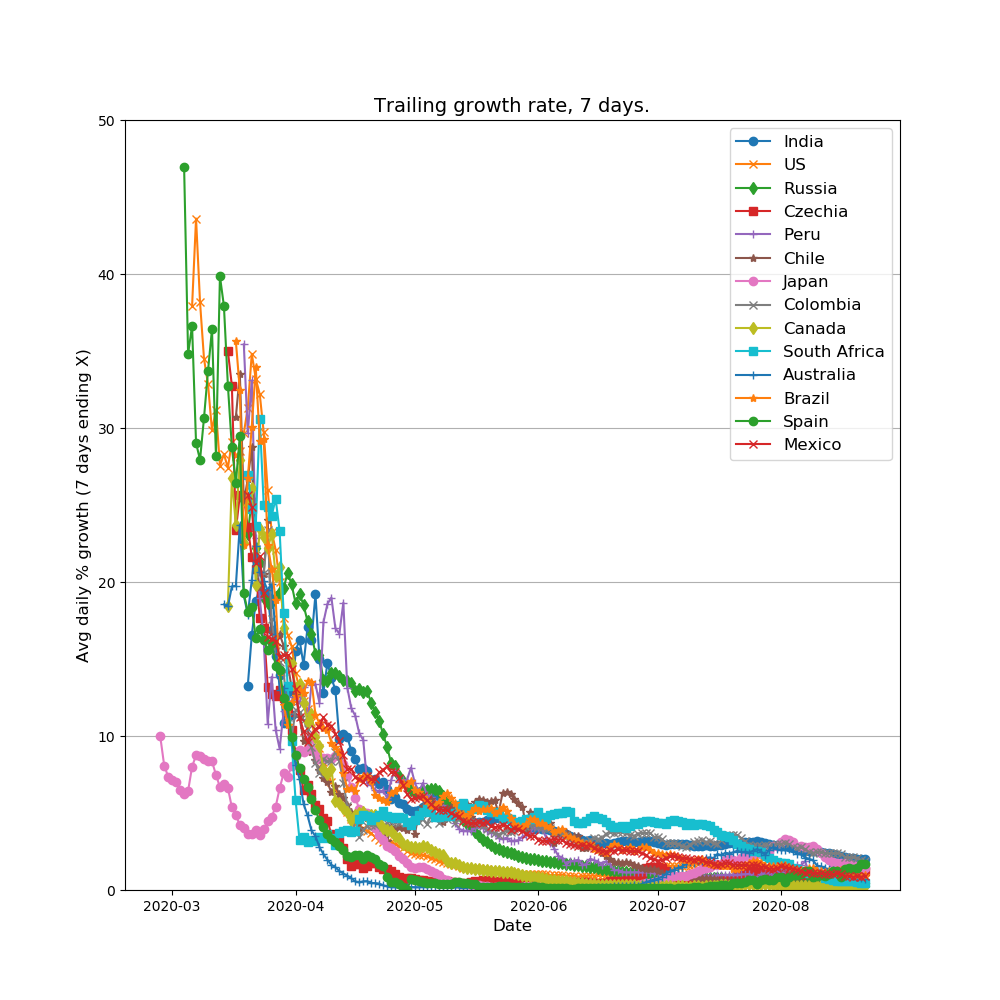 Trailing growth rate, 7 days.
50
40
30
20
10
0
Avg daily % growth (7 days ending X)
India
US
Russia
Czechia
Peru
Chile
Japan
Colombia
Canada
South Africa
Australia
Brazil
Spain
Mexico
2020-03 2020-04 2020-05 2020-06 2020-07 2020-08
Date